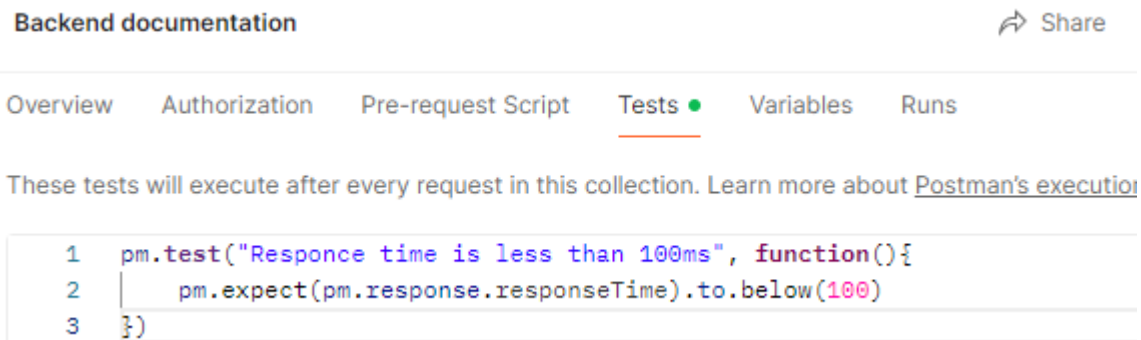 Backend documentation
Share
Overview Authorization Pre-request Script Tests Variables Runs
These tests will execute after every request in this collection. Learn more about Postman's execution
1 pm.test("Responce time is less than 100ms", function(){
2 pm.expect(pm.response.responseTime).to.below(100)
3 })